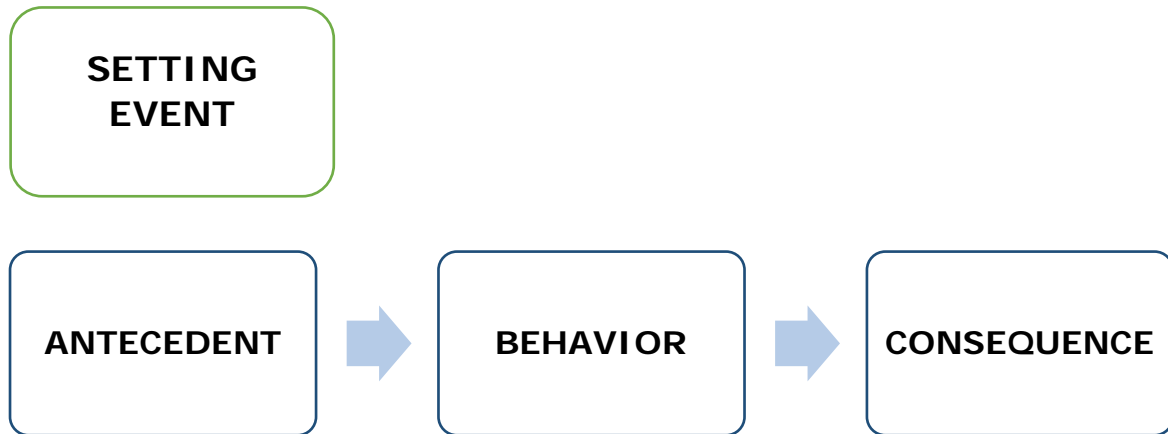 SETTING
EVENT
ANTECEDENT
BEHAVIOR
CONSEQUENCE